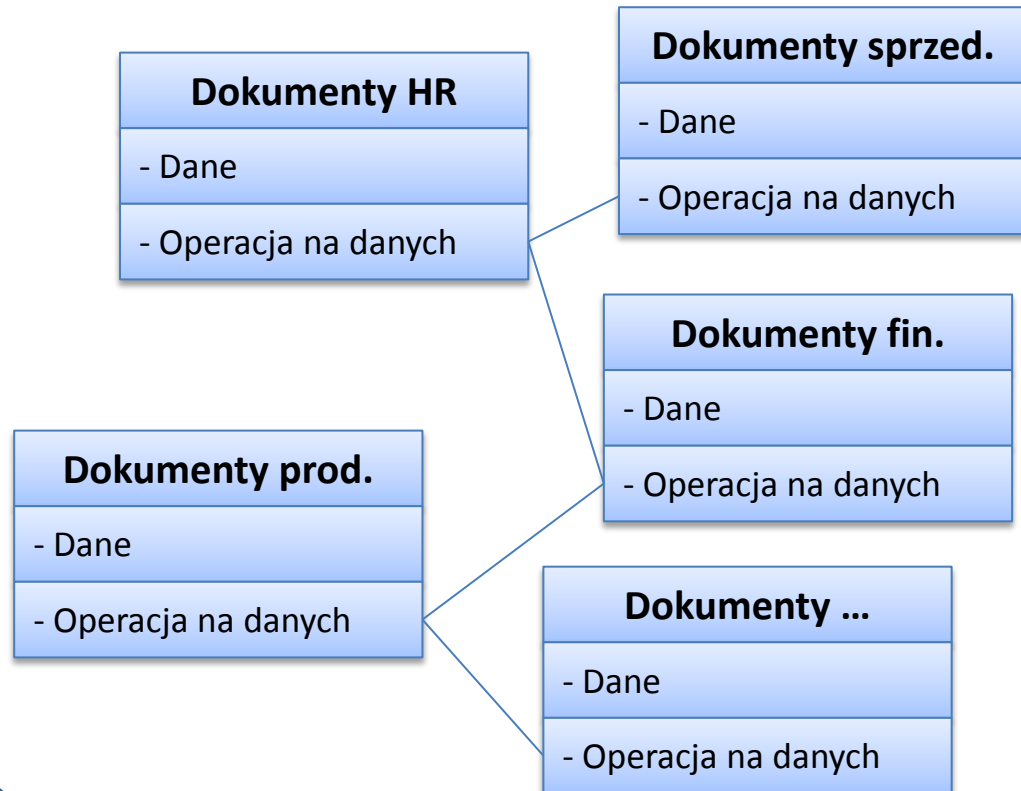 Dokumenty HR
- Dane
- Operacja na danych
Dokumenty sprzed.
- Dane
- Operacja na danych
Dokumenty fin.
- Dane
- Operacja na danych
Dokumenty prod.
- Dane
- Operacja na danych
Dokumenty ...
- Dane
- Operacja na danych